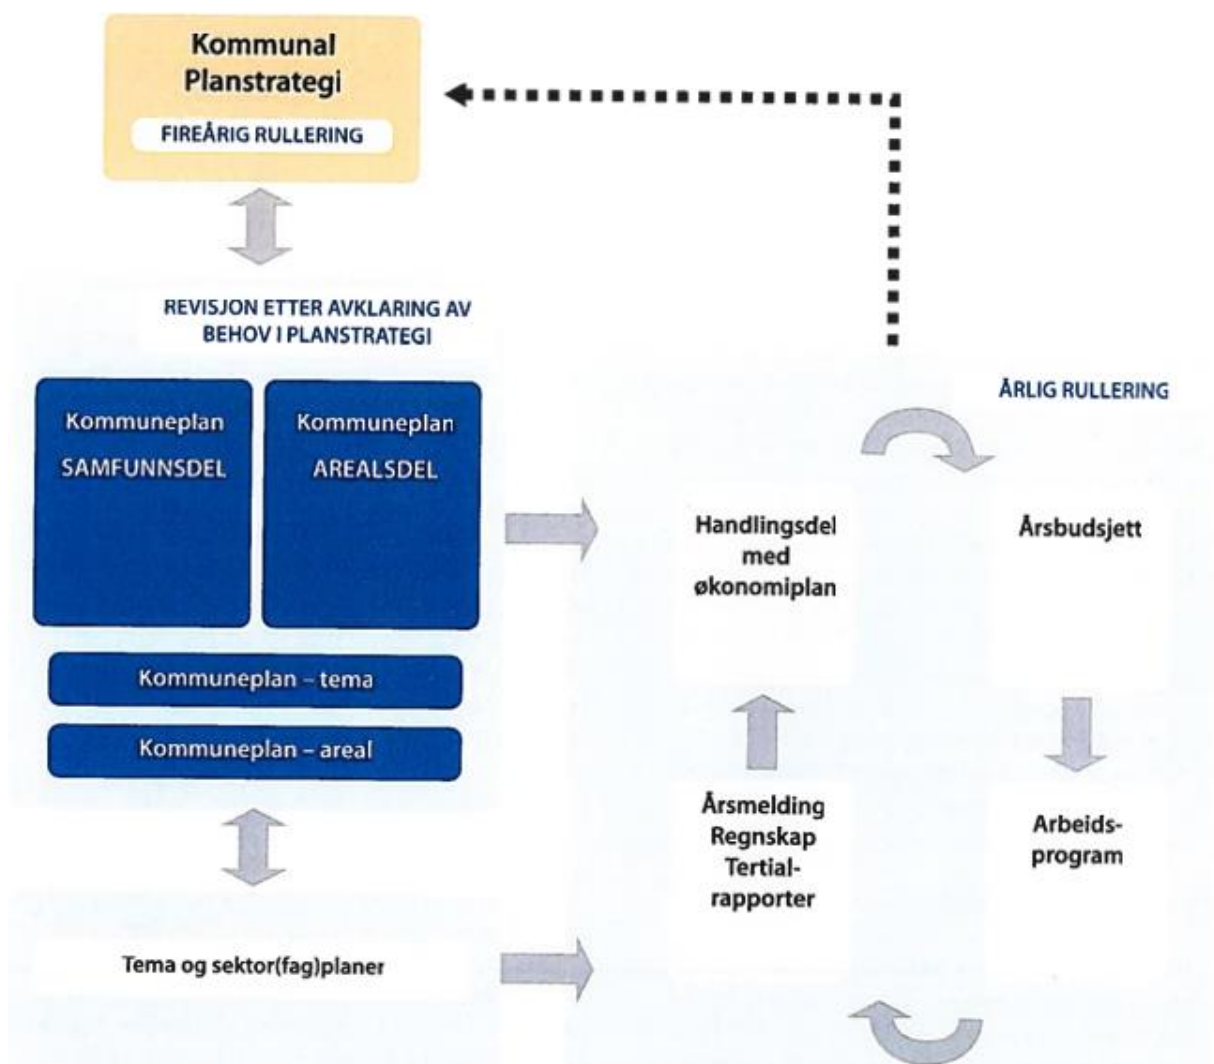 Kommunal
Planstrategi
FIREÅRIG RULLERING
REVISJON ETTER AVKLARING AV
BEHOV I PLANSTRATEGI
Kommuneplan
SAMFUNNSDEL
Kommuneplan
AREALSDEL
Kommuneplan – tema
Kommuneplan – areal
Tema og sektor(fag)planer
ÅRLIG RULLERING
Handlingsdel
med
økonomiplan
Årsbudsjett
Årsmelding
Regnskap
Tertial-
rapporter
Arbeids-
program